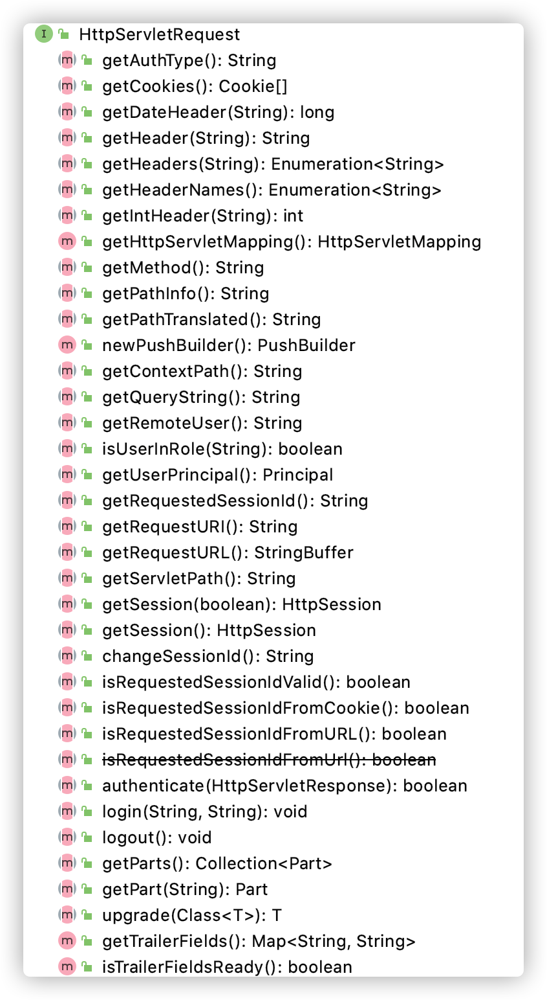 HttpServletRequest
getAuthType(): String
getCookies(): Cookie[]
getDateHeader(String): long
getHeader(String): String
getHeaders(String): Enumeration<String>
getHeaderNames(): Enumeration<String>
getIntHeader(String): int
getHttpServletMapping(): HttpServletMapping
getMethod(): String
getPathInfo(): String
getPathTranslated(): String
newPushBuilder(): PushBuilder
getContextPath(): String
getQueryString(): String
getRemoteUser(): String
isUserInRole(String): boolean
getUserPrincipal(): Principal
getRequestedSessionId(): String
getRequestURI(): String
getRequestURL(): StringBuffer
getServletPath(): String
getSession(boolean): HttpSession
getSession(): HttpSession
changeSessionId(): String
isRequestedSessionIdValid(): boolean
isRequestedSessionIdFromCookie(): boolean
isRequestedSessionIdFromURL(): boolean
isRequestedSessionIdFromUrl(): boolean
authenticate(HttpServletResponse): boolean
login(String, String): void
logout(): void
getParts(): Collection<Part>
getPart(String): Part
upgrade(Class<T>): T
getTrailerFields(): Map<String, String>
isTrailerFieldsReady(): boolean